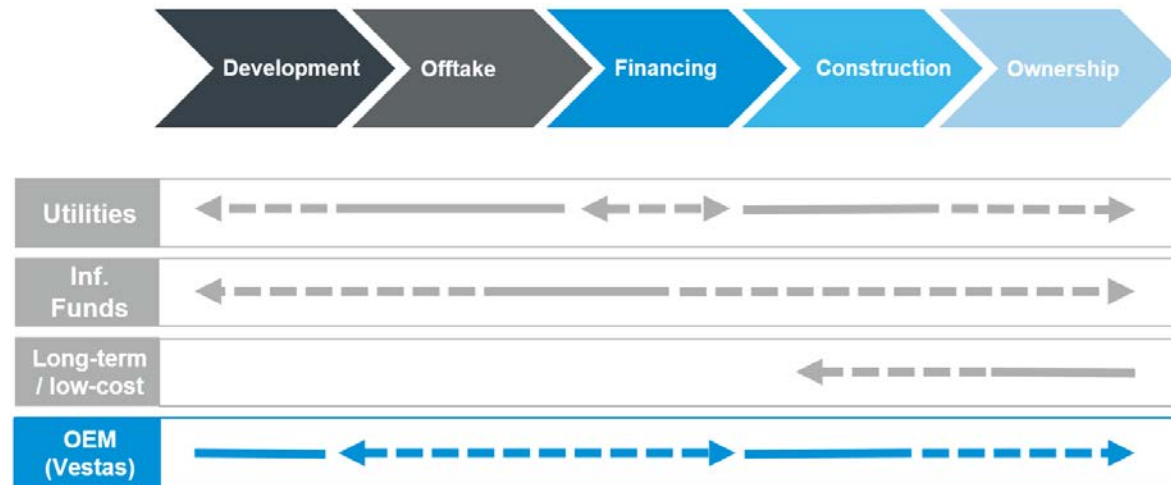 Development
Offtake
Financing
Construction
Ownership
Utilities
Inf.
Funds
Long-term
/ low-cost
OEM
(Vestas)